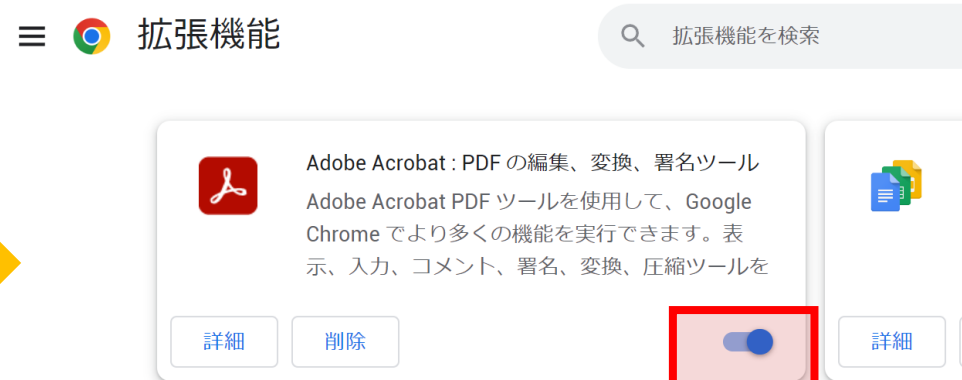 拡張機能
拡張機能を検索
Adobe Acrobat : PDF の編集、変換、署名ツール
Adobe Acrobat PDF ツールを使用して、Google
Chrome でより多くの機能を実行できます。表
示、入力、コメント、署名、変換、圧縮ツールを
詳細
削除
詳細